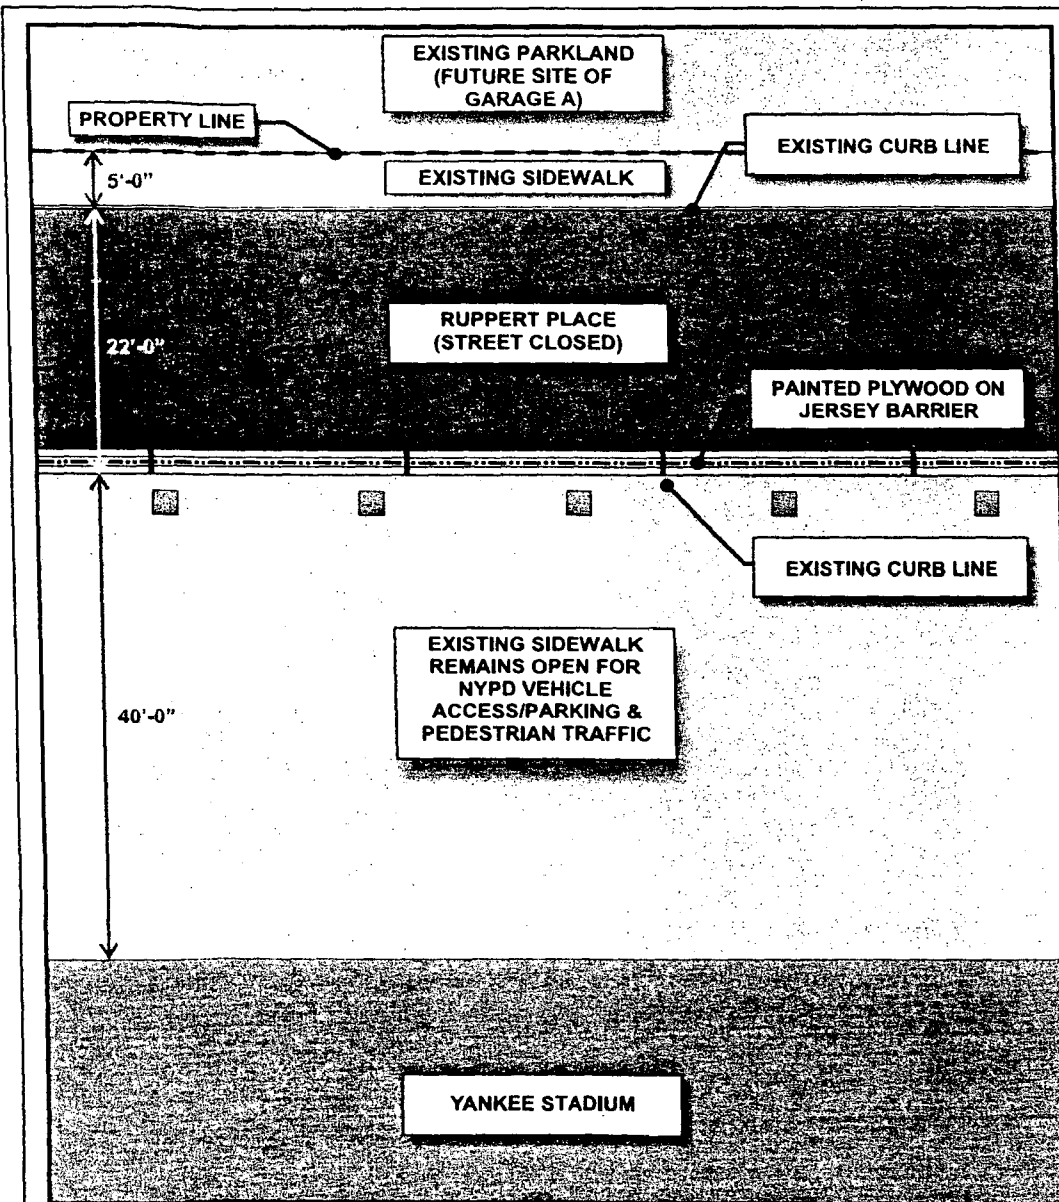 EXISTING PARKLAND
(FUTURE SITE OF
GARAGE A)
PROPERTY LINE
EXISTING CURB LINE
5'-0"
EXISTING SIDEWALK
RUPPERT PLACE
(STREET CLOSED)
22'-0"
PAINTED PLYWOOD ON
JERSEY BARRIER
EXISTING CURB LINE
EXISTING SIDEWALK
REMAINS OPEN FOR
NYPD VEHICLE
ACCESS/PARKING &
PEDESTRIAN TRAFFIC
40'-0"
YANKEE STADIUM